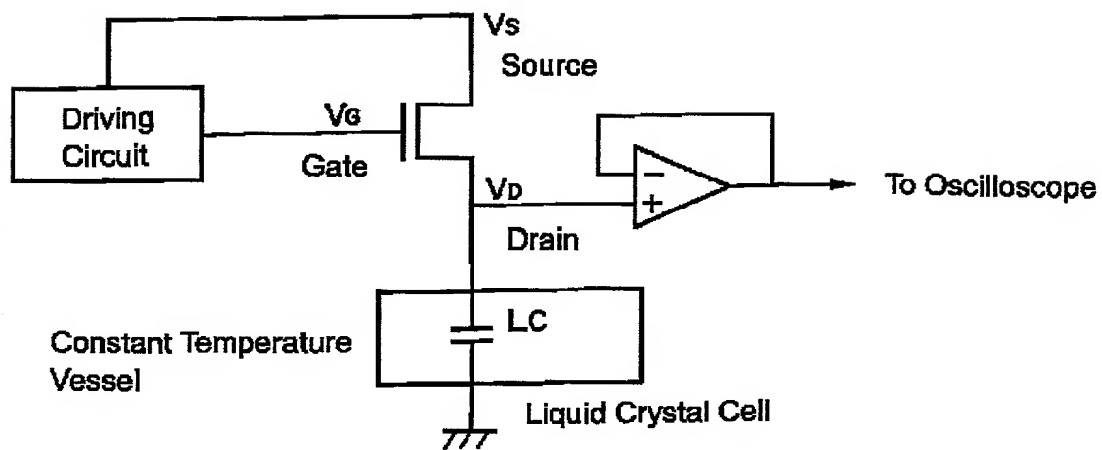 Vs
Source
Driving
Circuit
VG
Gate
−
+
To Oscilloscope
VD
Drain
LC
Constant Temperature
Vessel
Liquid Crystal Cell